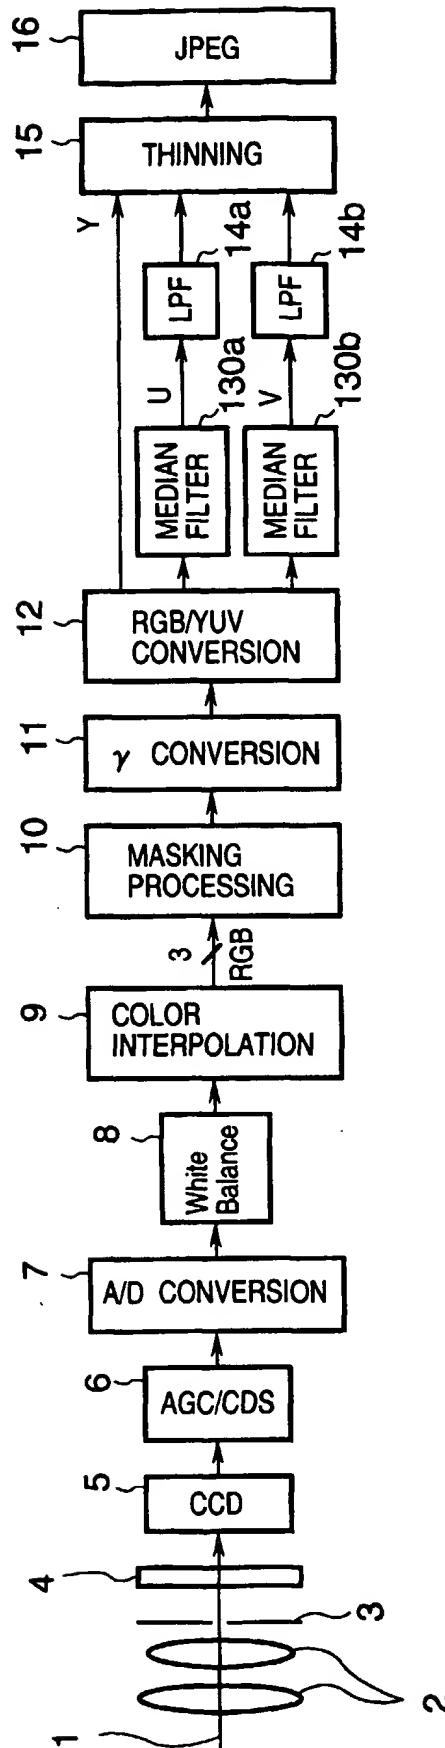 1
2
3
4
5
CCD
6
AGC/CDS
7
A/D CONVERSION
8
White
Balance
9
COLOR
INTERPOLATION
3
RGB
10
MASKING
PROCESSING
11
γ CONVERSION
12
RGB/YUV
CONVERSION
MEDIAN
FILTER
130a
MEDIAN
FILTER
130b
U
V
LPF
14a
LPF
14b
Y
15
THINNING
16
JPEG